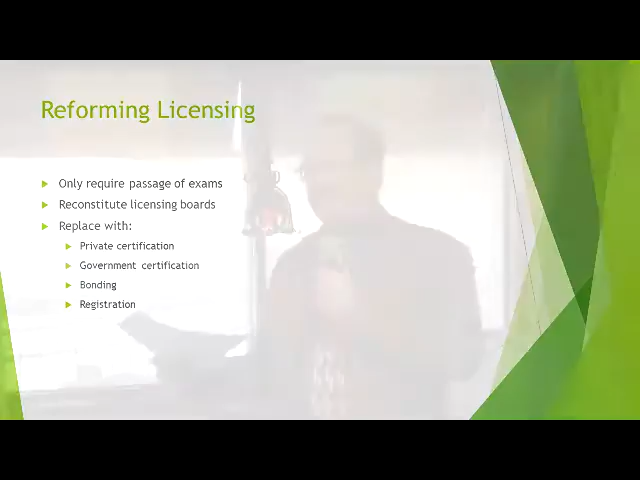 Reforming Licensing
Only require passage of exams
Reconstitute licensing boards
Replace with:
Private certification
Government certification
Bonding
Registration